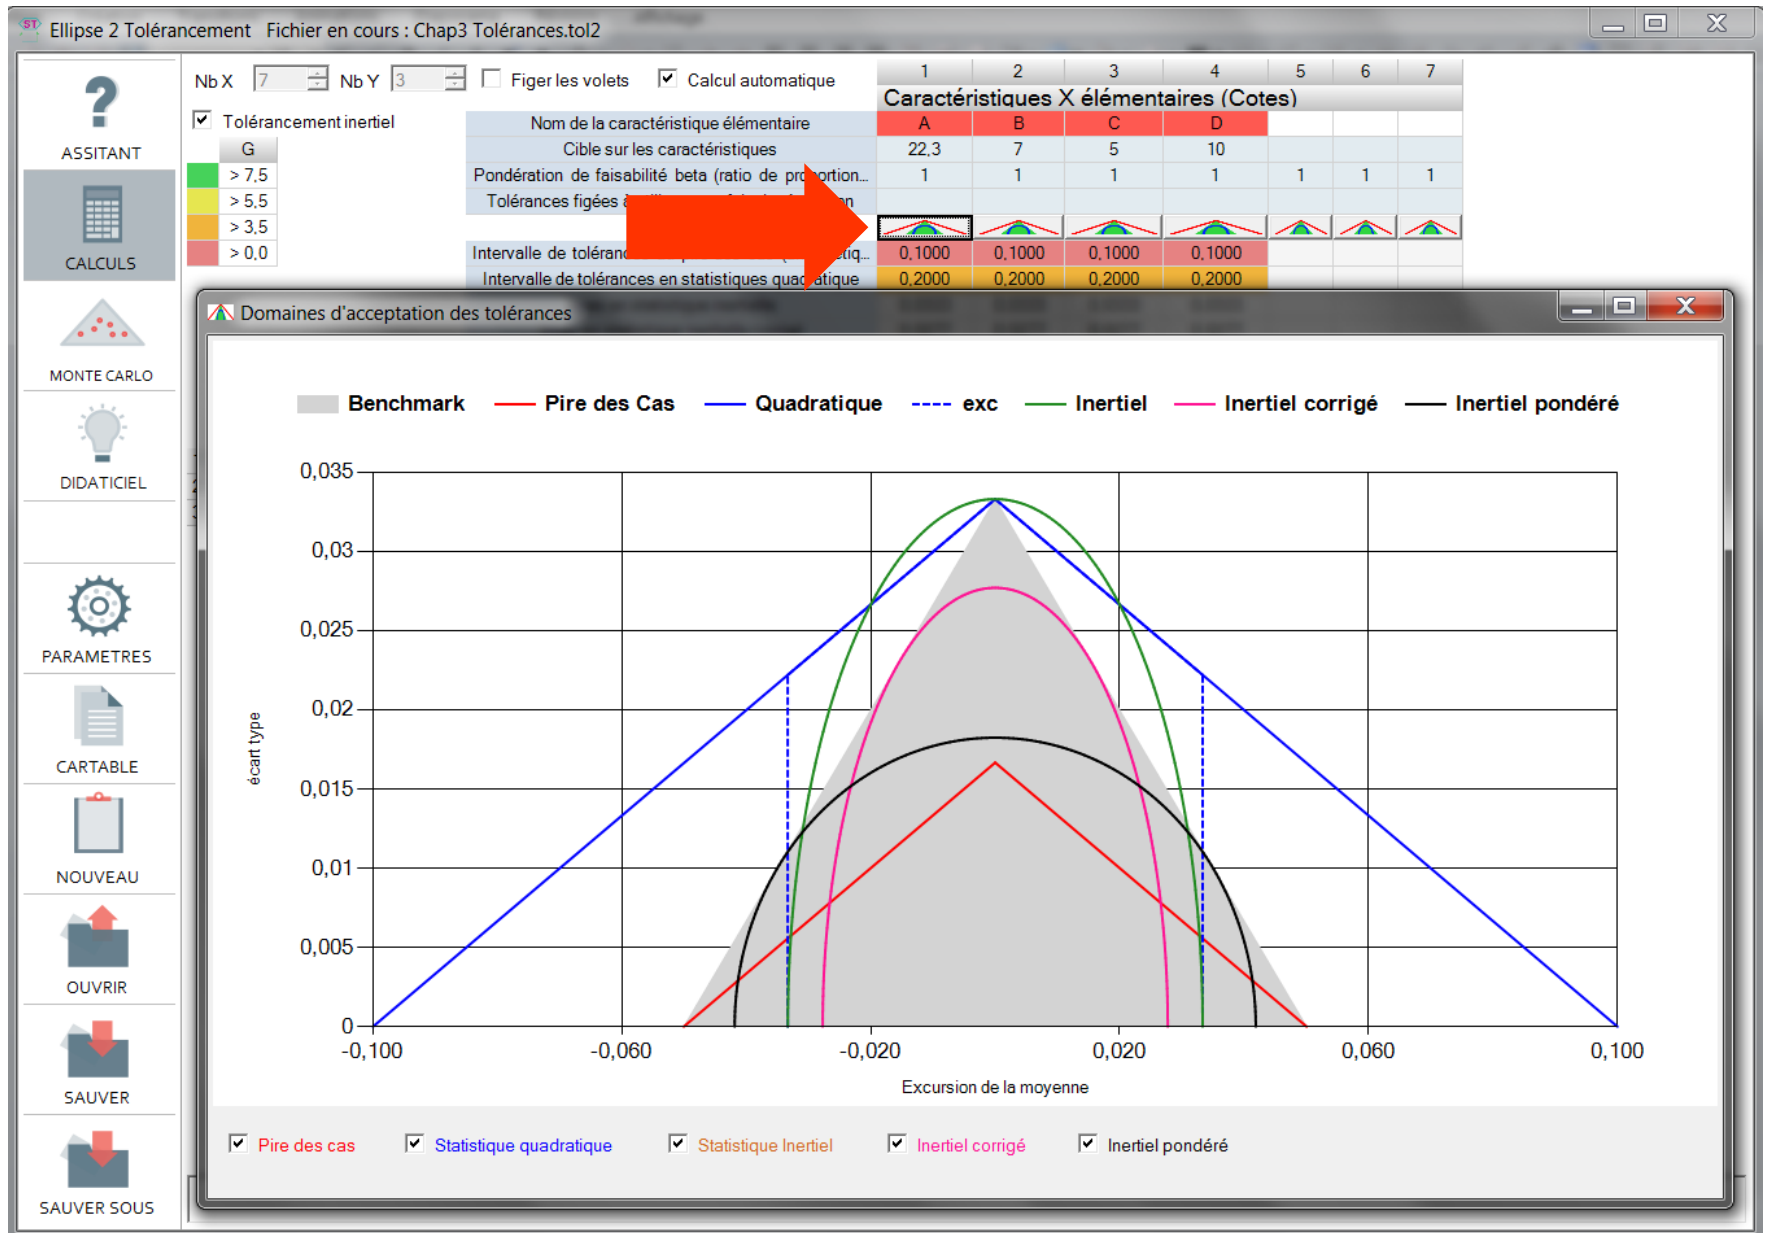 Ellipse 2 Tolérancement Fichier en cours : Chap3 Tolérances.tol2
affichage
Nb X 7 Nb Y 3 Figer les volets Calcul automatique
1 2 3 4 5 6 7
Caractéristiques X élémentaires (Cotes)
Tolérancement inertiel
Nom de la caractéristique élémentaire A B C D
G
Cible sur les caractéristiques 22,3 7 5 10
> 7,5
Pondération de faisabilité beta (ratio de proportion... 1 1 1 1 1 1 1
> 5,5
Tolérances figées
> 3,5
> 0,0
Intervalle de 0,1000 0,1000 0,1000 0,1000
Intervalle de tolérances en statistiques quadratique 0,2000 0,2000 0,2000 0,2000
ASSITANT
CALCULS
MONTE CARLO
DIDATICIEL
PARAMETRES
CARTABLE
NOUVEAU
OUVRIR
SAUVER
SAUVER SOUS
Domaines d'acceptation des tolérances
Benchmark Pire des Cas Quadratique exc Inertiel Inertiel corrigé Inertiel pondéré
0,035
0,03
0,025
0,02
0,015
0,01
0,005
0
écart type
-0,100 -0,060 -0,020 0,020 0,060 0,100
Excursion de la moyenne
Pire des cas Statistique quadratique Statistique Inertiel Inertiel corrigé Inertiel pondéré